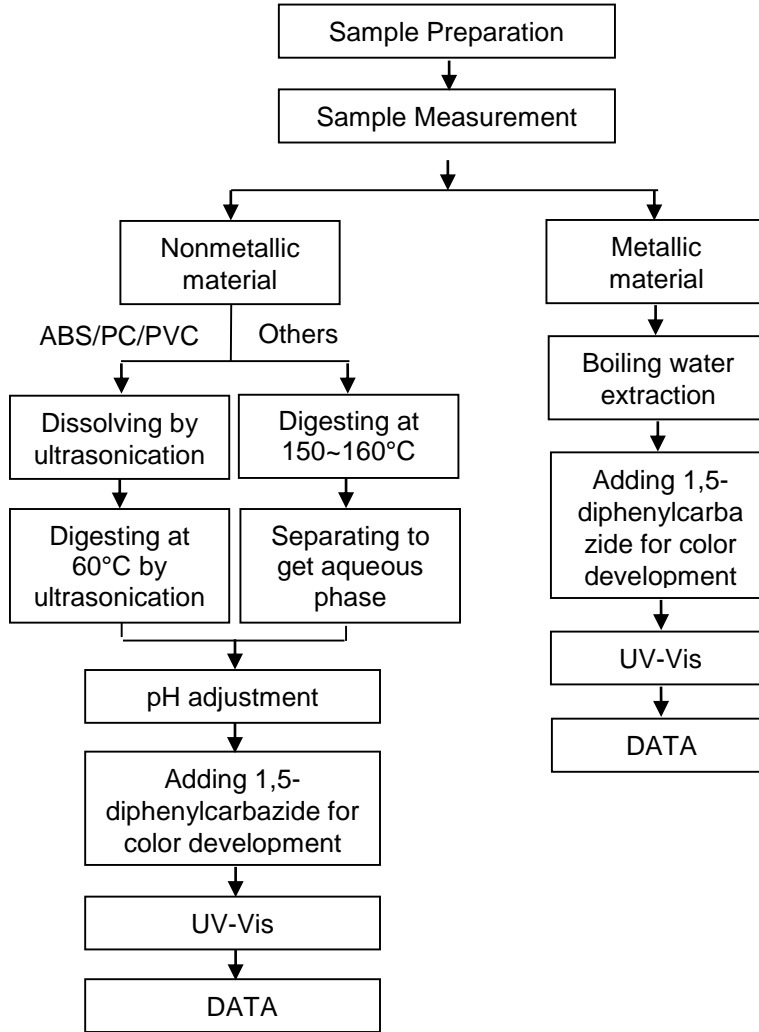 Sample Preparation
Sample Measurement
Nonmetallic
material
Metallic
material
ABS/PC/PVC
Others
Boiling water
extraction
Dissolving by
ultrasonication
Digesting at
150~160°C
Adding 1,5-
diphenylcarba
zide for color
development
Digesting at
60°C by
ultrasonication
Separating to
get aqueous
phase
UV-Vis
pH adjustment
DATA
Adding 1,5-
diphenylcarbazide for
color development
UV-Vis
DATA